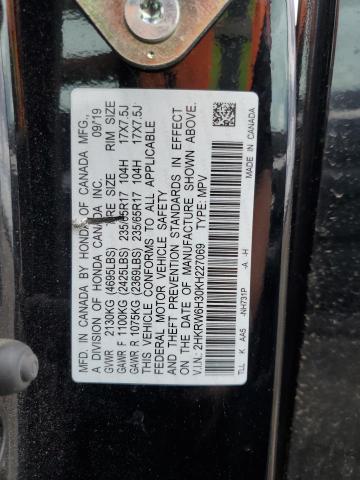 MFD. IN CANADA BY HONDA OF CANADA MFG.,
A DIVISION OF HONDA CANADA INC. 09/19
GVWR 2130KG (4695LBS) TIRE SIZE RIM SIZE
GAWR F 1100KG (2425LBS) 235/65R17 104H 17X7.5J
GAWR R 1075KG (2369LBS) 235/65R17 104H 17X7.5J
THIS VEHICLE CONFORMS TO ALL APPLICABLE
FEDERAL MOTOR VEHICLE SAFETY
AND THEFT PREVENTION STANDARDS IN EFFECT
ON THE DATE OF MANUFACTURE SHOWN ABOVE.
V.I.N: 2HKRW6H30KH227069 TYPE: MPV
TLL K AA5 -NH731P -A -H MADE IN CANADA